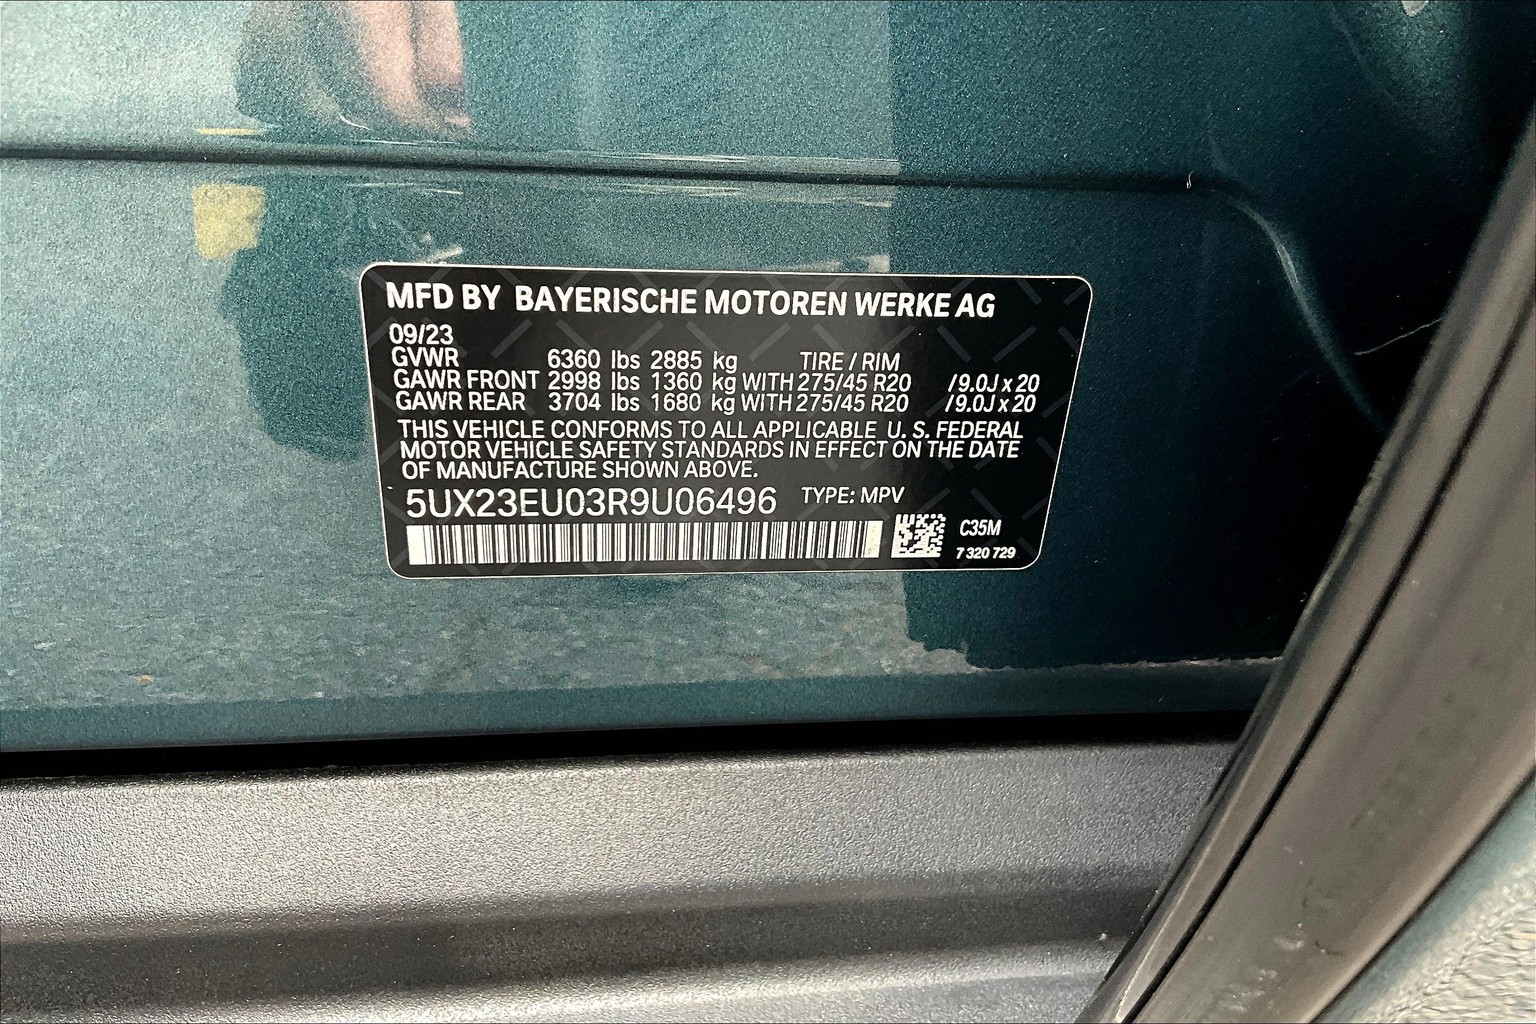 MFD BY BAYERISCHE MOTOREN WERKE AG
09/23
GVWR 6360 lbs 2885 kg TIRE / RIM
GAWR FRONT 2998 lbs 1360 kg WITH 275/45 R20 / 9.0J x 20
GAWR REAR 3704 lbs 1680 kg WITH 275/45 R20 / 9.0J x 20
THIS VEHICLE CONFORMS TO ALL APPLICABLE U. S. FEDERAL
MOTOR VEHICLE SAFETY STANDARDS IN EFFECT ON THE DATE
OF MANUFACTURE SHOWN ABOVE.
5UX23EU03R9U06496 TYPE: MPV
C35M
7 320 729